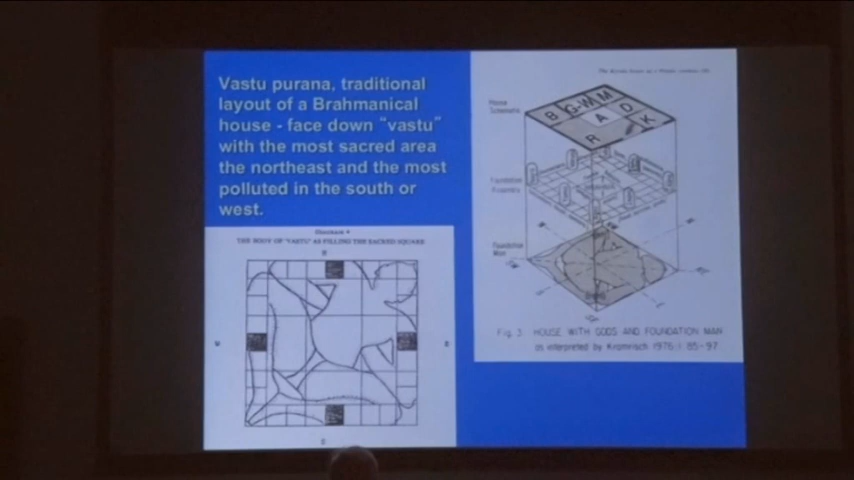 Vastu purana, traditional
layout of a Brahmanical
house - face down “vastu”
with the most sacred area
the northeast and the most
polluted in the south or
west.
THE BODY OF "VASTU" AS FILLING THE SACRED SQUARE
House
Schematic
B G-W M
A D
R K
Foundation
Assembly
Foundation
Man
Fig. 3 HOUSE WITH GODS AND FOUNDATION MAN
as interpreted by Kramrisch 1976:I 85-97